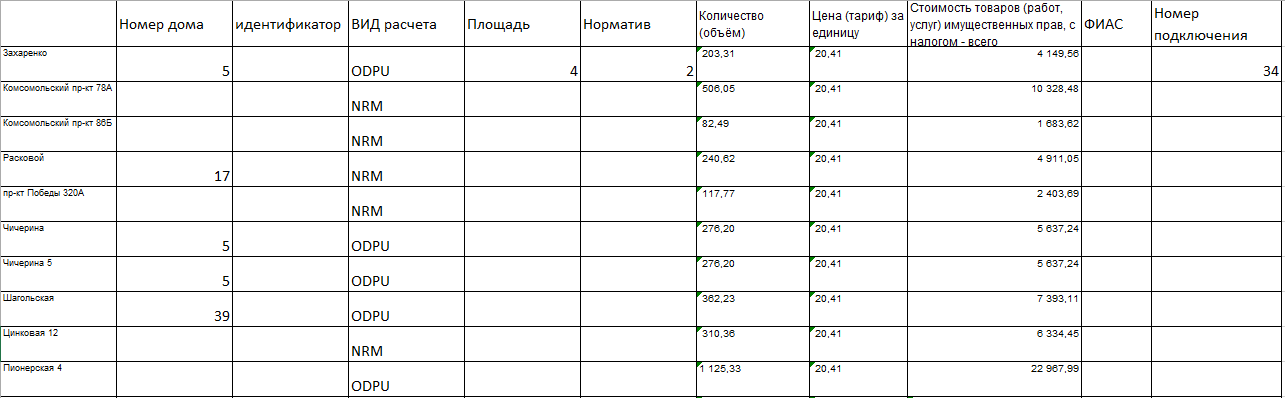 Номер дома идентификатор ВИД расчета Площадь Норматив Количество (объём) Цена (тариф) за единицу Стоимость товаров (работ, услуг) имущественных прав, с налогом - всего ФИАС Номер подключения
Захаренко 5 ODPU 4 2 203,31 20,41 4 149,56 34
Комсомольский пр-кт 78А NRM 506,05 20,41 10 328,48
Комсомольский пр-кт 86Б NRM 82,49 20,41 1 683,62
Расковой 17 NRM 240,62 20,41 4 911,05
пр-кт Победы 320А NRM 117,77 20,41 2 403,69
Чичерина 5 ODPU 276,20 20,41 5 637,24
Чичерина 5 5 ODPU 276,20 20,41 5 637,24
Шагольская 39 ODPU 362,23 20,41 7 393,11
Цинковая 12 NRM 310,36 20,41 6 334,45
Пионерская 4 ODPU 1 125,33 20,41 22 967,99